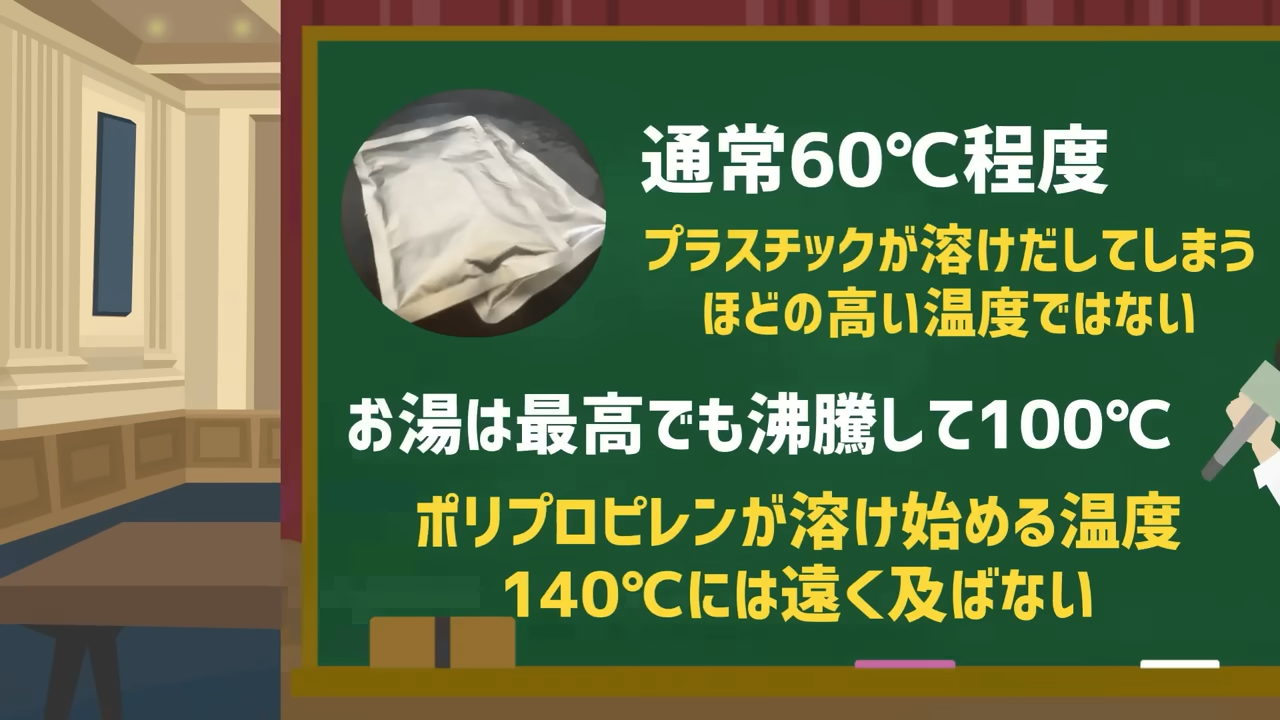 通常60℃程度
プラスチックが溶けだしてしまう
ほどの高い温度ではない
お湯は最高でも沸騰して100℃
ポリプロピレンが溶け始める温度
140℃には遠く及ばない